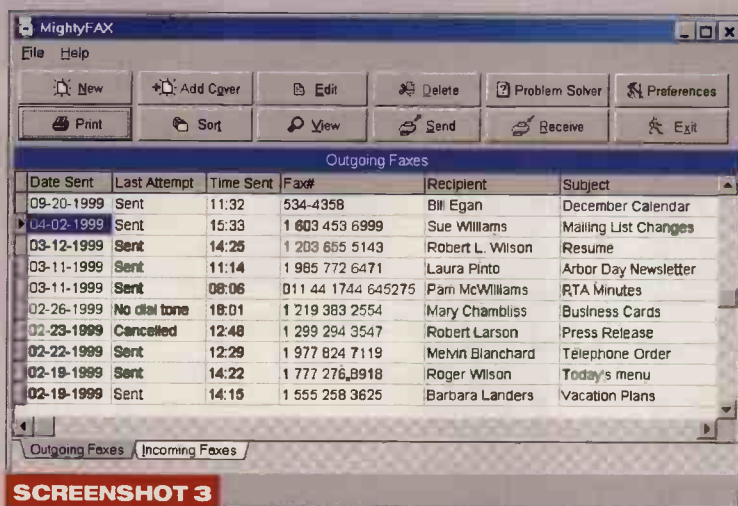 MightyFAX
File Help
New Add Cover Edit Delete Problem Solver Preferences
Print Sort View Send Receive Exit
Outgoing Faxes
Date Sent Last Attempt Time Sent Fax# Recipient Subject
09-20-1999 Sent 11:32 534-4358 Bill Egan December Calendar
04-02-1999 Sent 15:33 1 603 453 6999 Sue Williams Mailing List Changes
03-12-1999 Sent 14:25 1 203 655 5143 Robert L. Wilson Resume
03-11-1999 Sent 11:14 1 985 772 6471 Laura Pinto Arbor Day Newsletter
03-11-1999 Sent 08:06 011 44 1744 645275 Pam McWilliams RTA Minutes
02-26-1999 No dial tone 18:01 1 219 383 2554 Mary Chambliss Business Cards
02-23-1999 Cancelled 12:48 1 299 294 3547 Robert Larson Press Release
02-22-1999 Sent 12:29 1 977 824 7119 Melvin Blanchard Telephone Order
02-19-1999 Sent 14:22 1 777 276 8918 Roger Wilson Today's menu
02-19-1999 Sent 14:15 1 555 258 3625 Barbara Landers Vacation Plans
Outgoing Faxes Incoming Faxes
SCREENSHOT 3